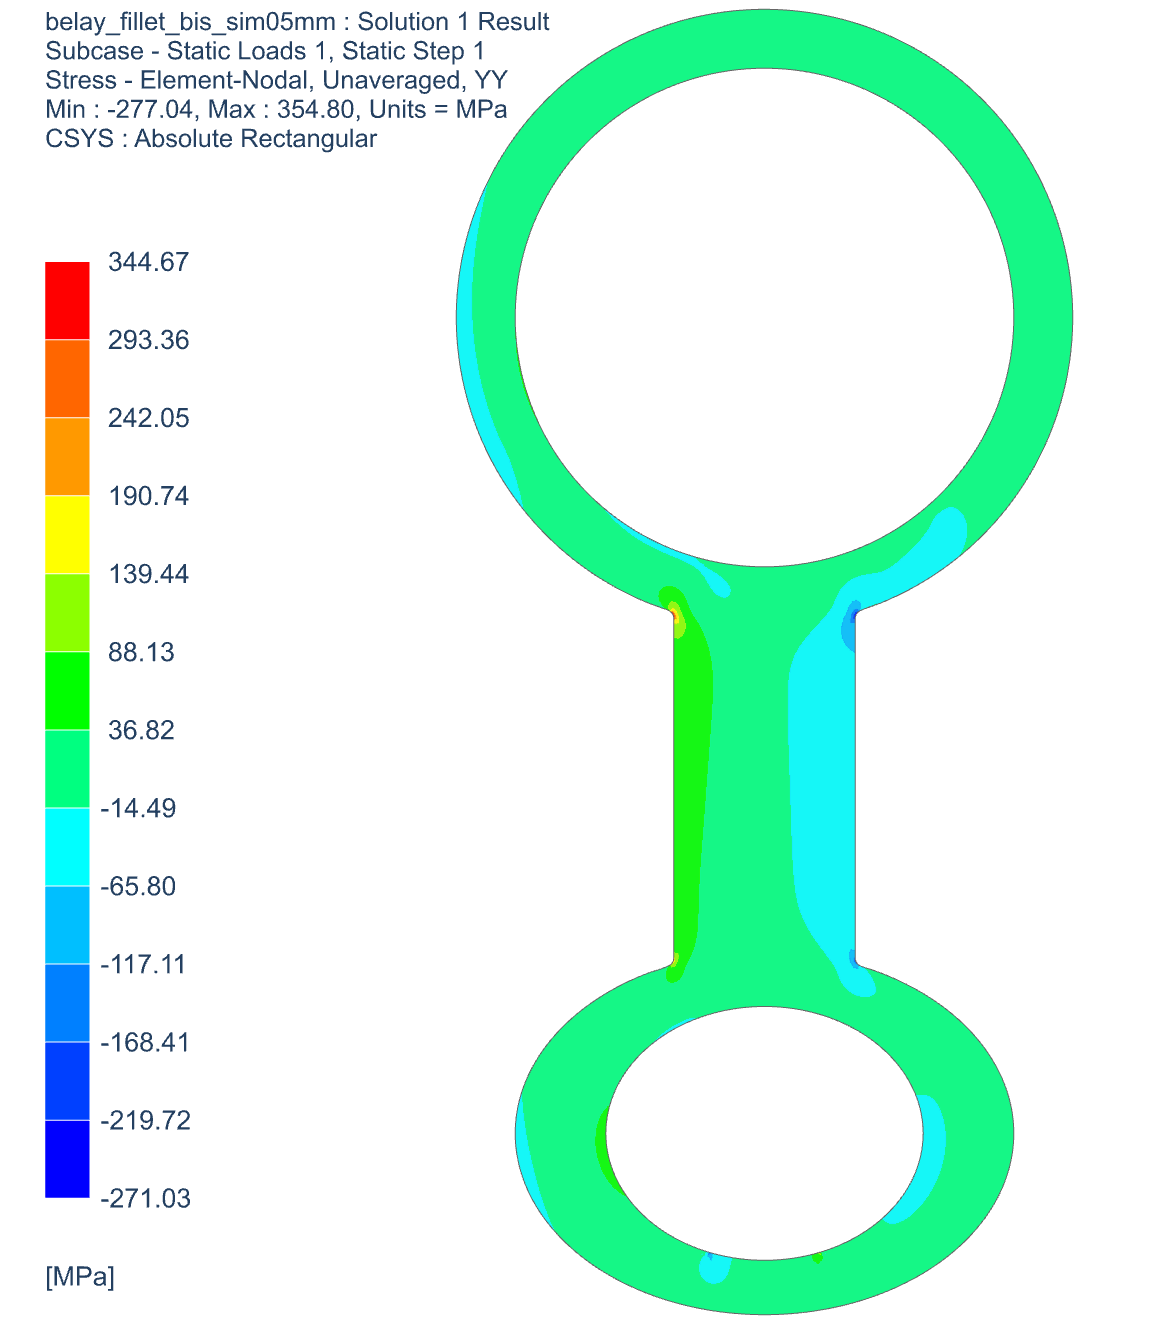 belay_fillet_bis_sim05mm : Solution 1 Result
Subcase - Static Loads 1, Static Step 1
Stress - Element-Nodal, Unaveraged, YY
Min : -277.04, Max : 354.80, Units = MPa
CSYS : Absolute Rectangular
344.67
293.36
242.05
190.74
139.44
88.13
36.82
-14.49
-65.80
-117.11
-168.41
-219.72
-271.03
[MPa]